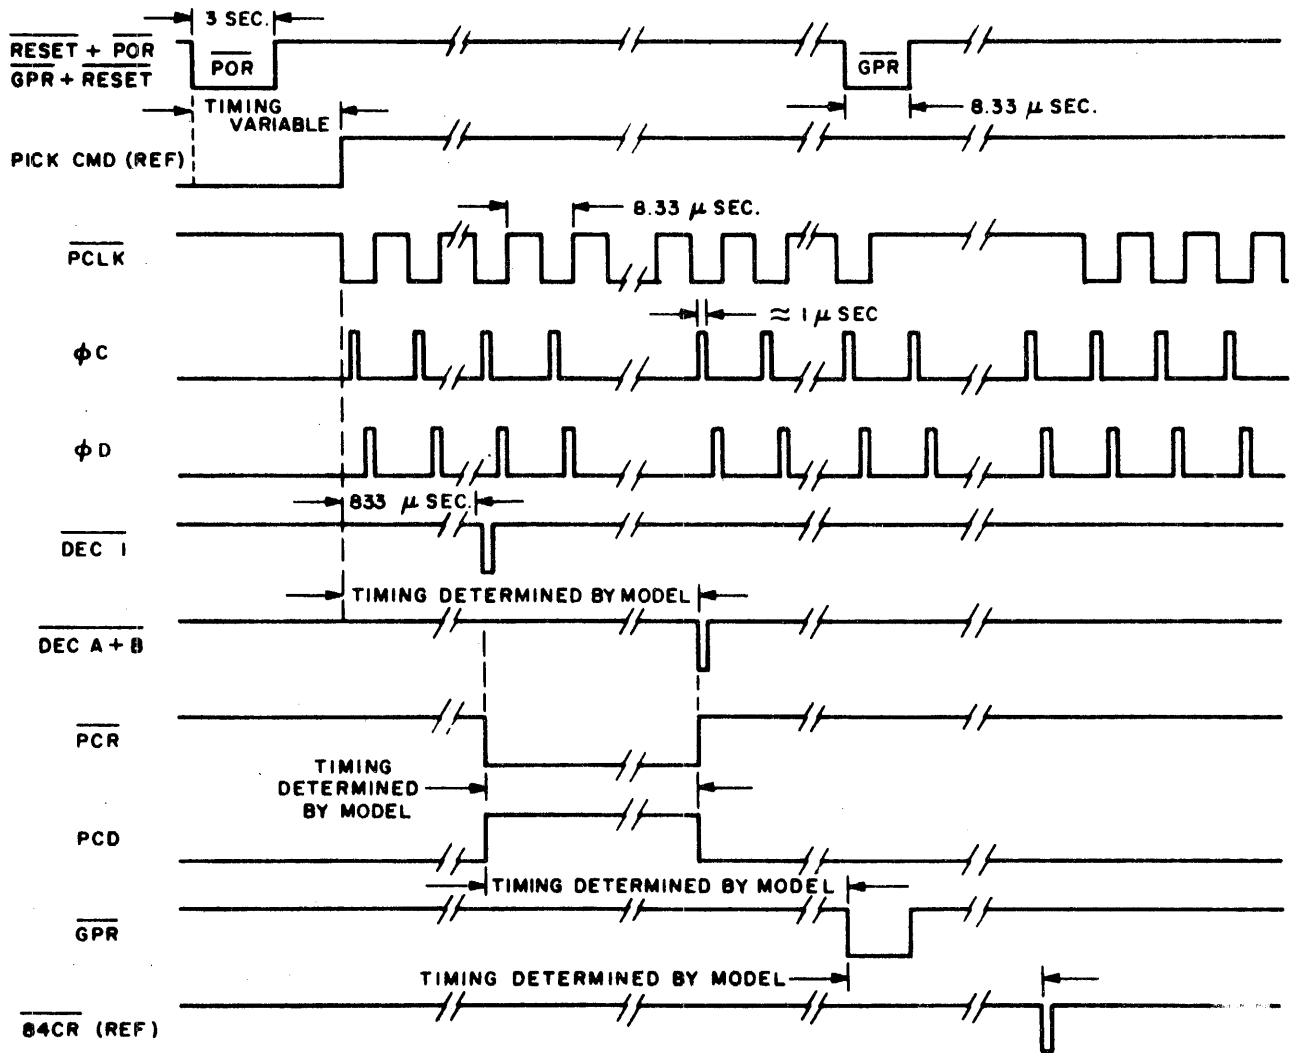 3 SEC.
RESET + POR
GPR + RESET
POR
GPR
TIMING
VARIABLE
8.33 μ SEC.
PICK CMD (REF)
8.33 μ SEC.
PCLK
≈ 1 μ SEC
ϕC
ϕD
833 μ SEC.
DEC 1
TIMING DETERMINED BY MODEL
DEC A + B
PCR
TIMING
DETERMINED
BY MODEL
PCD
TIMING DETERMINED BY MODEL
GPR
TIMING DETERMINED BY MODEL
84CR (REF)